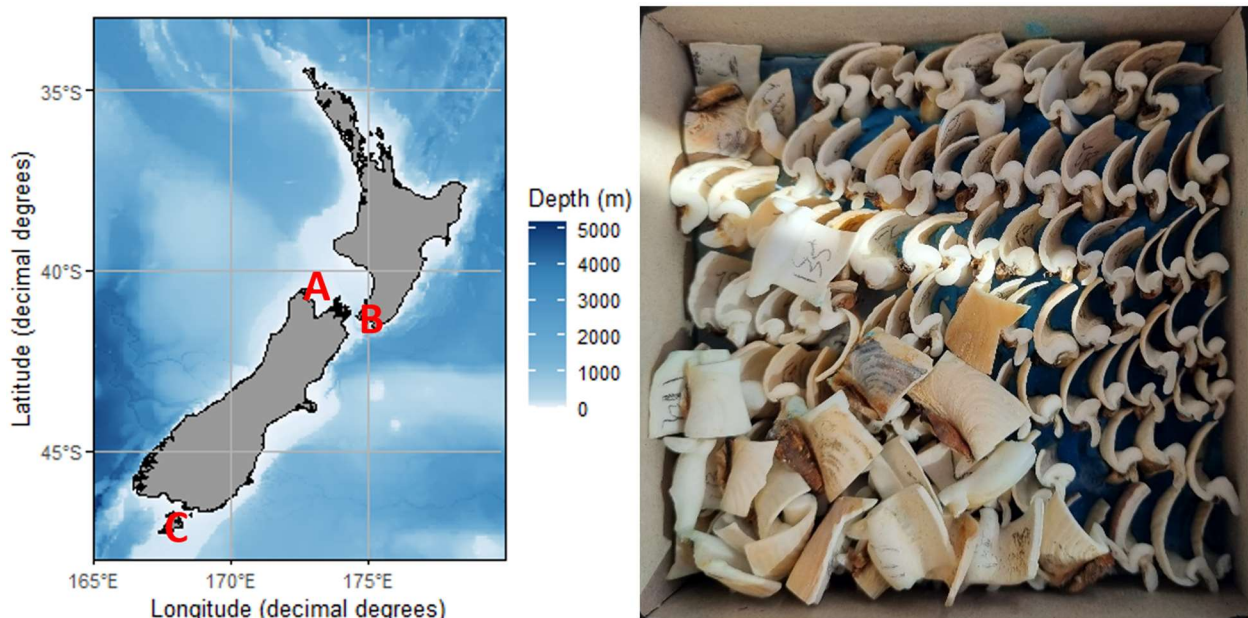 35°S
40°S
45°S
165°E
170°E
175°E
Latitude (decimal degrees)
Longitude (decimal degrees)
A
B
C
Depth (m)
5000
4000
3000
2000
1000
0